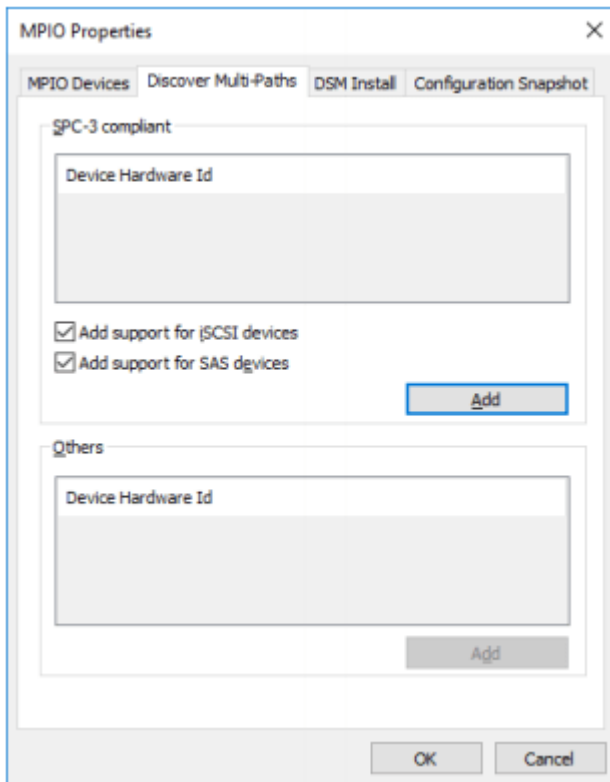 MPIO Properties
MPIO Devices Discover Multi-Paths DSM Install Configuration Snapshot
SPC-3 compliant
Device Hardware Id
Add support for iSCSI devices
Add support for SAS devices
Add
Others
Device Hardware Id
Add
OK Cancel